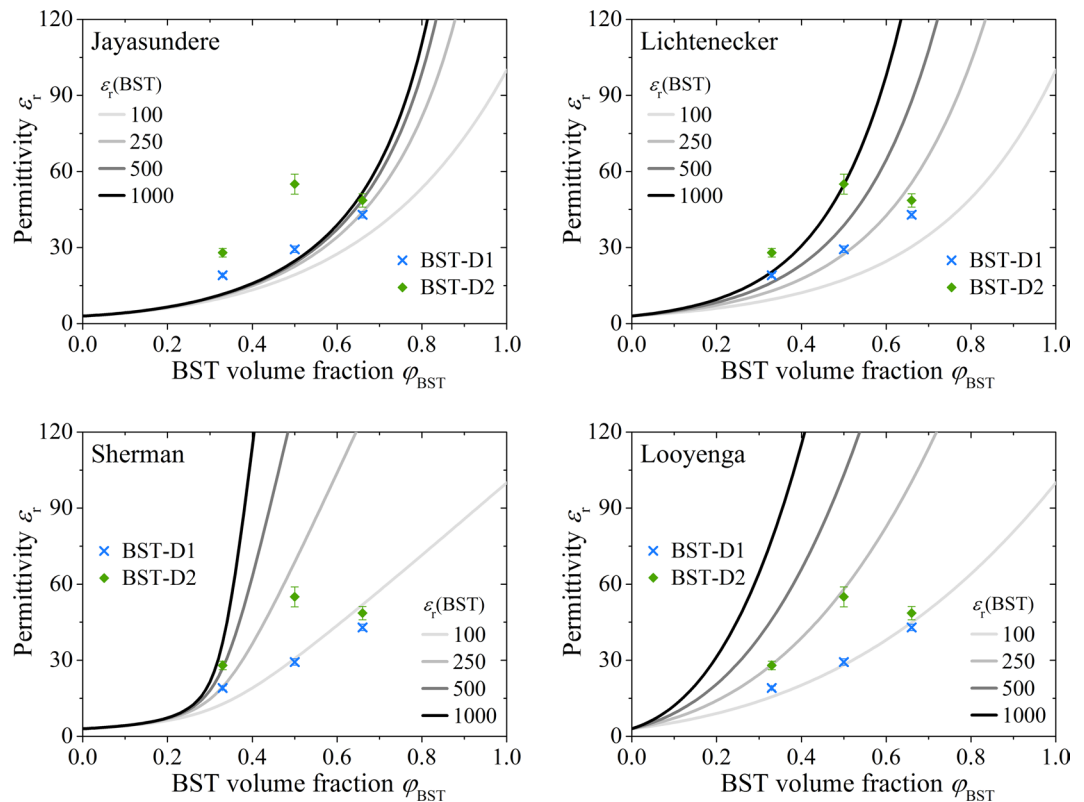 Jayasundere
εr(BST)
100
250
500
1000
BST-D1
BST-D2
Permittivity εr
120
90
60
30
0
0.0 0.2 0.4 0.6 0.8 1.0
BST volume fraction φBST
Lichtenecker
εr(BST)
100
250
500
1000
BST-D1
BST-D2
Permittivity εr
120
90
60
30
0
0.0 0.2 0.4 0.6 0.8 1.0
BST volume fraction φBST
Sherman
BST-D1
BST-D2
εr(BST)
100
250
500
1000
Permittivity εr
120
90
60
30
0
0.0 0.2 0.4 0.6 0.8 1.0
BST volume fraction φBST
Looyenga
BST-D1
BST-D2
εr(BST)
100
250
500
1000
Permittivity εr
120
90
60
30
0
0.0 0.2 0.4 0.6 0.8 1.0
BST volume fraction φBST